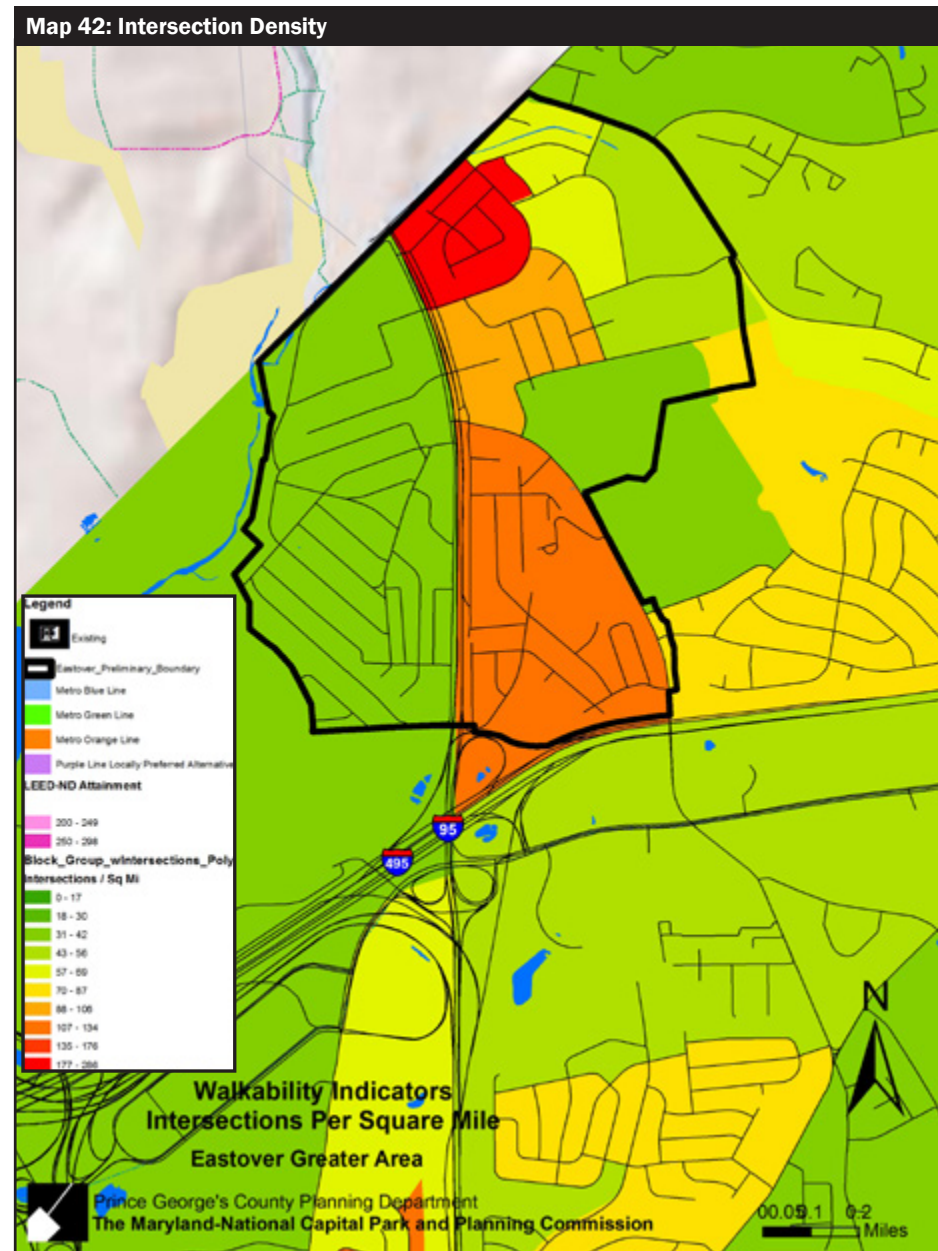 Map 42: Intersection Density
Legend
Existing
Eastover_Preliminary_Boundary
Metro Blue Line
Metro Green Line
Metro Orange Line
Purple Line Locally Preferred Alternative
LEED-ND Attainment
200 - 249
250 - 298
Block_Group_wIntersections_Poly
Intersections / Sq Mi
0 - 17
18 - 30
31 - 42
43 - 56
57 - 69
70 - 87
88 - 106
107 - 134
135 - 176
177 - 286
95
495
N
Walkability Indicators
Intersections Per Square Mile
Eastover Greater Area
Prince George's County Planning Department
The Maryland-National Capital Park and Planning Commission
0 0.05 0.1 0.2
Miles